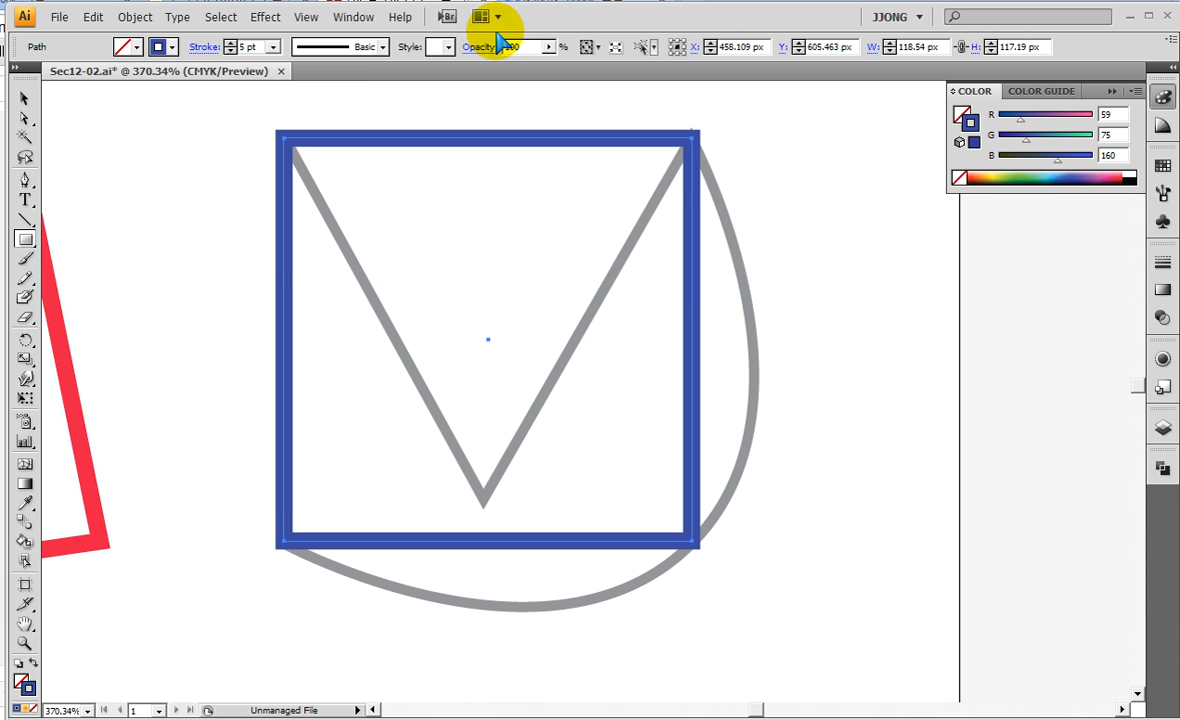 Ai File Edit Object Type Select Effect View Window Help Br JJONG
Path Stroke: 5 pt Basic Style: Opacity 100 % X: 458.109 px Y: 605.463 px W: 118.54 px H: 117.19 px
Sec12-02.ai* @ 370.34% (CMYK/Preview)
COLOR COLOR GUIDE
R 59
G 75
B 160
T
370.34% 1 Unmanaged File